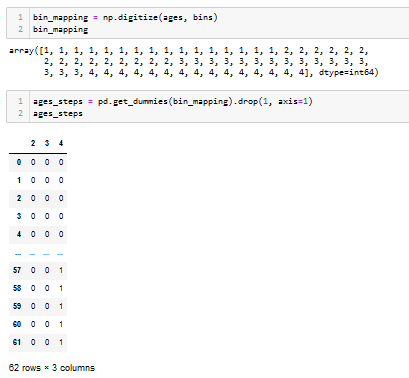 1 bin_mapping = np.digitize(ages, bins)
2 bin_mapping
array([1, 1, 1, 1, 1, 1, 1, 1, 1, 1, 1, 1, 1, 1, 1, 1, 2, 2, 2, 2, 2, 2,
2, 2, 2, 2, 2, 2, 2, 2, 2, 3, 3, 3, 3, 3, 3, 3, 3, 3, 3, 3, 3, 3,
3, 3, 3, 4, 4, 4, 4, 4, 4, 4, 4, 4, 4, 4, 4, 4, 4, 4], dtype=int64)
1 ages_steps = pd.get_dummies(bin_mapping).drop(1, axis=1)
2 ages_steps
2 3 4
0 0 0 0
1 0 0 0
2 0 0 0
3 0 0 0
4 0 0 0
... ... ... ...
57 0 0 1
58 0 0 1
59 0 0 1
60 0 0 1
61 0 0 1
62 rows × 3 columns